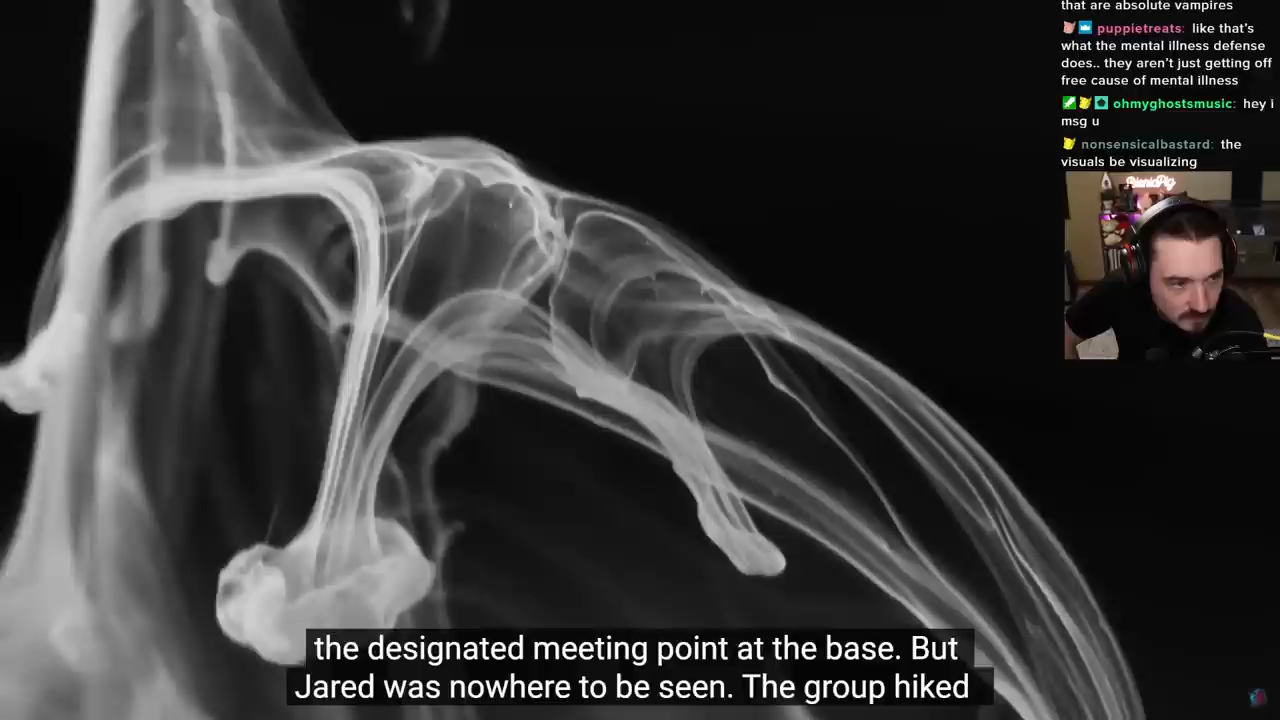 that are absolute vampires
puppietreats: like that's
what the mental illness defense
does.. they aren't just getting off
free cause of mental illness
ohmyghostsmusic: hey i
msg u
nonsensicalbastard: the
visuals be visualizing
BionicPig
the designated meeting point at the base. But
Jared was nowhere to be seen. The group hiked